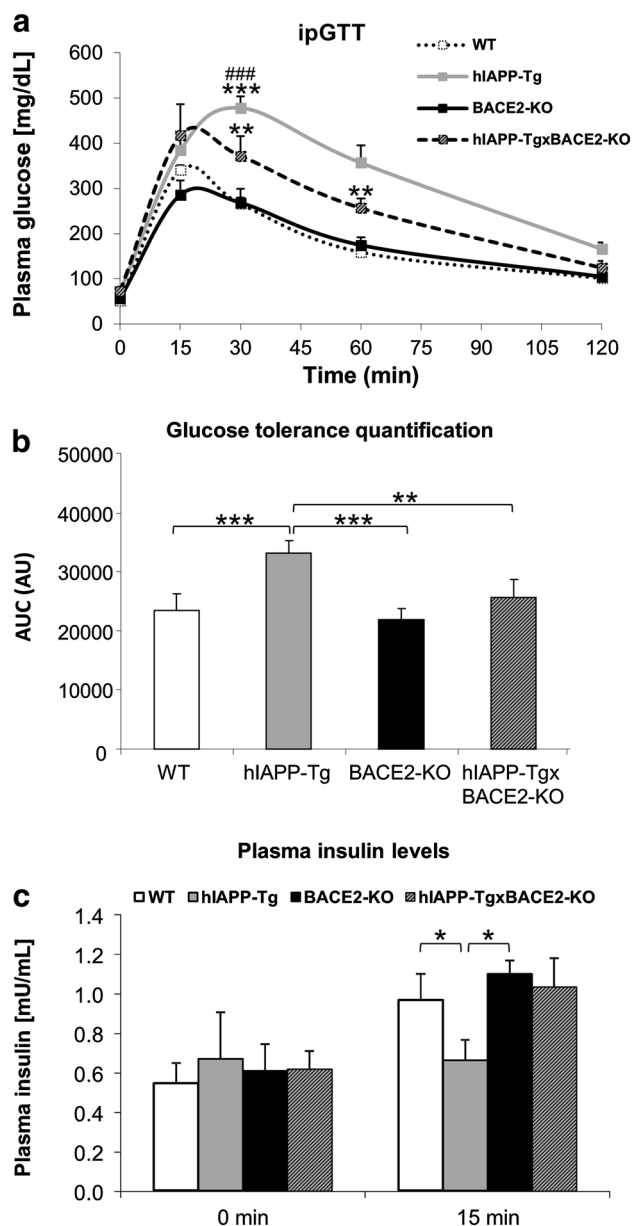 a
ipGTT
Plasma glucose [mg/dL]
600
500
400
300
200
100
0
###
***
**
**
WT
hIAPP-Tg
BACE2-KO
hIAPP-TgxBACE2-KO
0 15 30 45 60 75 90 105 120
Time (min)
b
Glucose tolerance quantification
AUC (AU)
50000
40000
30000
20000
10000
0
***
***
**
WT hIAPP-Tg BACE2-KO hIAPP-Tgx
BACE2-KO
c
Plasma insulin levels
WT hIAPP-Tg BACE2-KO hIAPP-TgxBACE2-KO
Plasma insulin [mU/mL]
1.4
1.2
1.0
0.8
0.6
0.4
0.2
0.0
* *
0 min 15 min